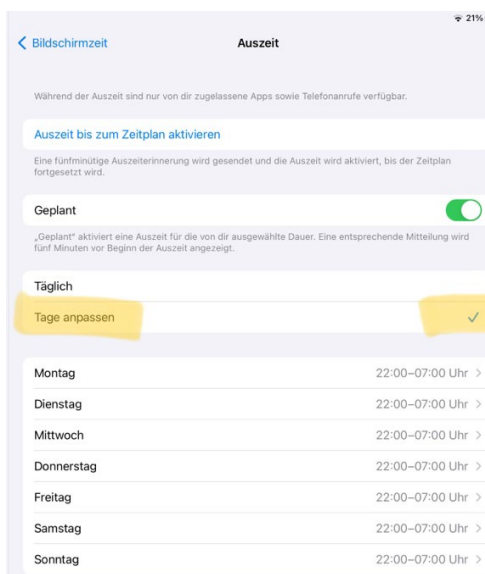 21%
Bildschirmzeit
Auszeit
Während der Auszeit sind nur von dir zugelassene Apps sowie Telefonanrufe verfügbar.
Auszeit bis zum Zeitplan aktivieren
Eine fünfminütige Auszeiterinnerung wird gesendet und die Auszeit wird aktiviert, bis der Zeitplan
fortgesetzt wird.
Geplant
„Geplant“ aktiviert eine Auszeit für die von dir ausgewählte Dauer. Eine entsprechende Mitteilung wird
fünf Minuten vor Beginn der Auszeit angezeigt.
Täglich
Tage anpassen
Montag 22:00–07:00 Uhr
Dienstag 22:00–07:00 Uhr
Mittwoch 22:00–07:00 Uhr
Donnerstag 22:00–07:00 Uhr
Freitag 22:00–07:00 Uhr
Samstag 22:00–07:00 Uhr
Sonntag 22:00–07:00 Uhr